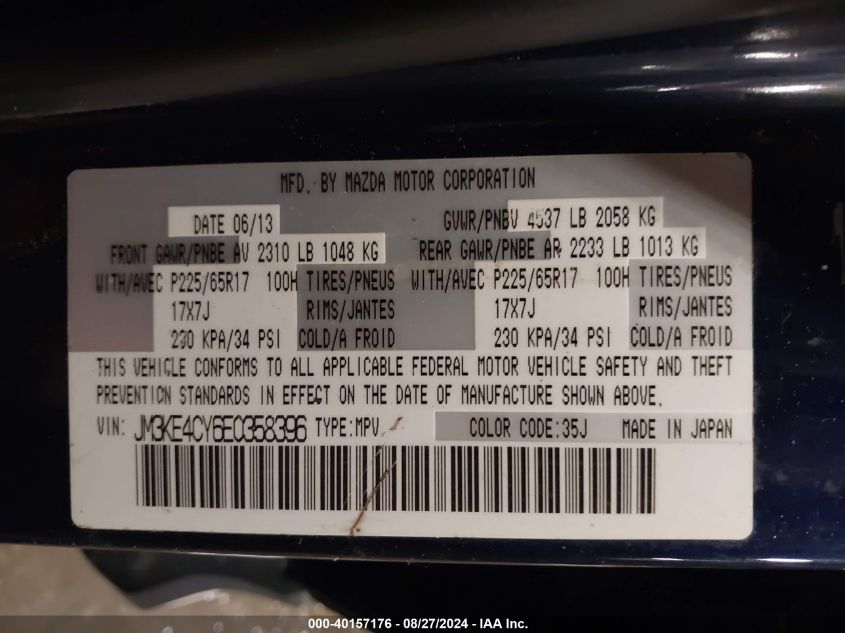 MFD. BY MAZDA MOTOR CORPORATION
DATE 06/13 GVWR/PNBV 4537 LB 2058 KG
FRONT GAWR/PNBE AV 2310 LB 1048 KG REAR GAWR/PNBE AR 2233 LB 1013 KG
WITH/AVEC P225/65R17 100H TIRES/PNEUS WITH/AVEC P225/65R17 100H TIRES/PNEUS
17X7J RIMS/JANTES 17X7J RIMS/JANTES
230 KPA/34 PSI COLD/A FROID 230 KPA/34 PSI COLD/A FROID
THIS VEHICLE CONFORMS TO ALL APPLICABLE FEDERAL MOTOR VEHICLE SAFETY AND THEFT
PREVENTION STANDARDS IN EFFECT ON THE DATE OF MANUFACTURE SHOWN ABOVE.
VIN: JM3KE4CY6E0358396 TYPE:MPV COLOR CODE:35J MADE IN JAPAN
000-40157176 - 08/27/2024 - IAA Inc.